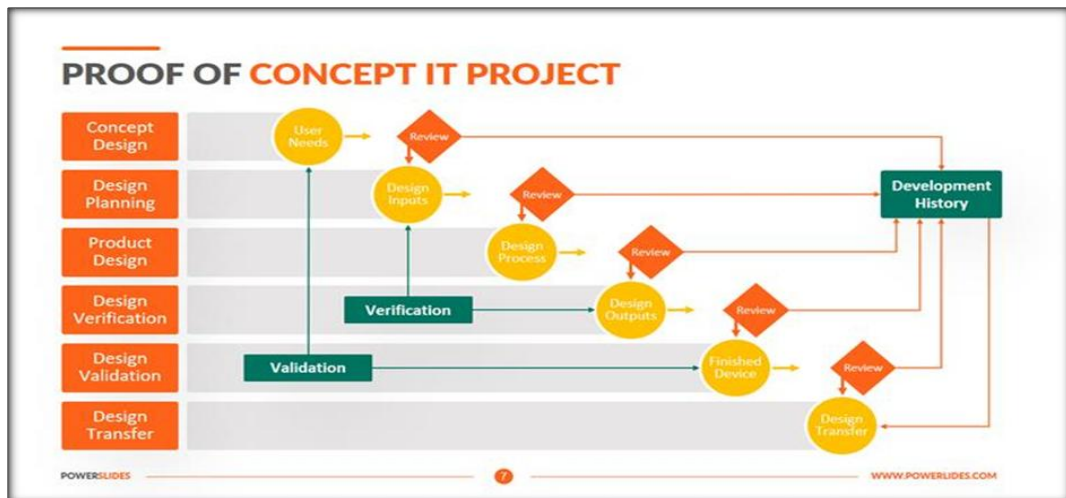 PROOF OF CONCEPT IT PROJECT
Concept
Design
User
Needs
Review
Design
Planning
Design
Inputs
Review
Development
History
Product
Design
Design
Process
Review
Design
Verification
Verification
Design
Outputs
Review
Design
Validation
Validation
Finished
Device
Review
Design
Transfer
Design
Transfer
POWERSLIDES
7
WWW.POWERLIDES.COM